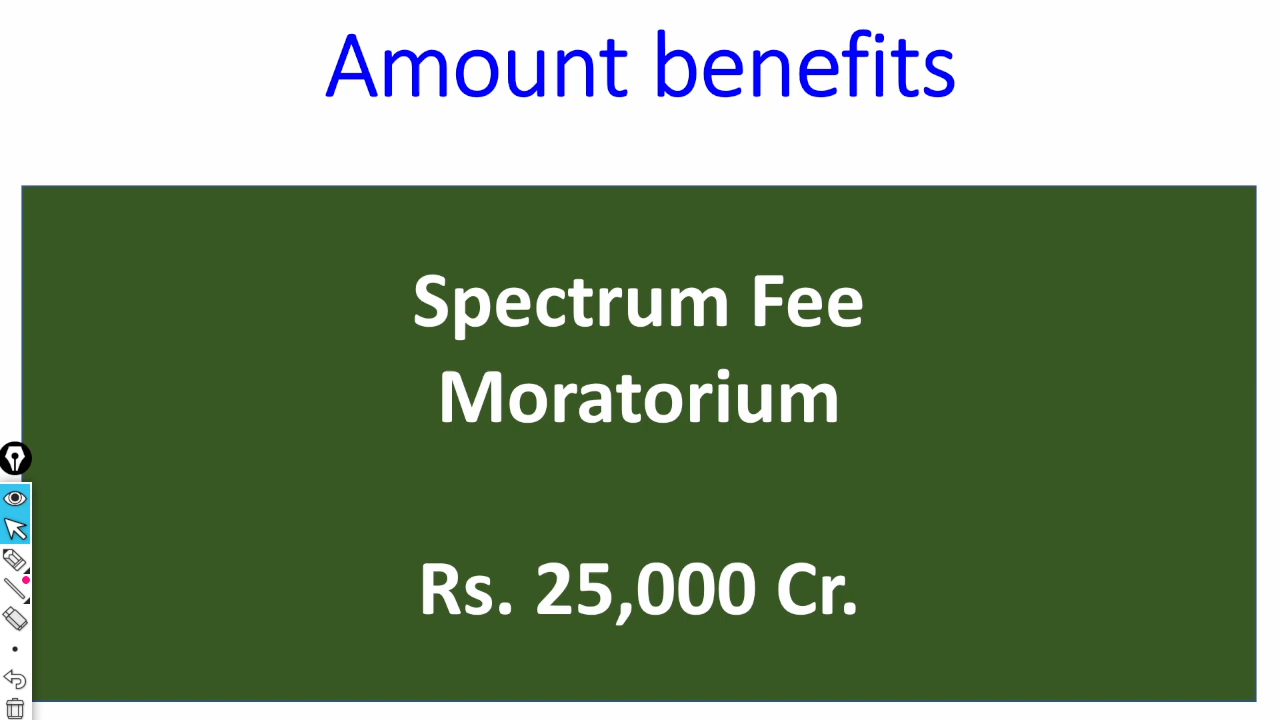 Amount benefits
Spectrum Fee
Moratorium
Rs. 25,000 Cr.